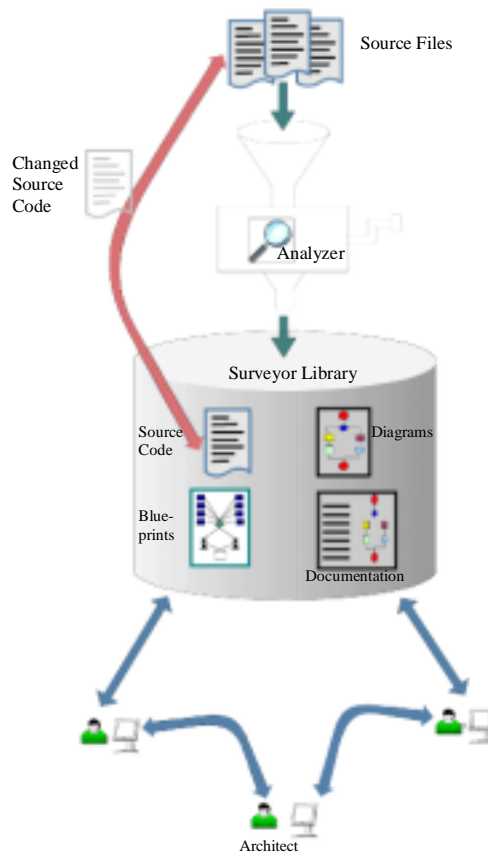 Source Files
Changed
Source
Code
Analyzer
Surveyor Library
Source
Code
Diagrams
Blue-
prints
Documentation
Architect